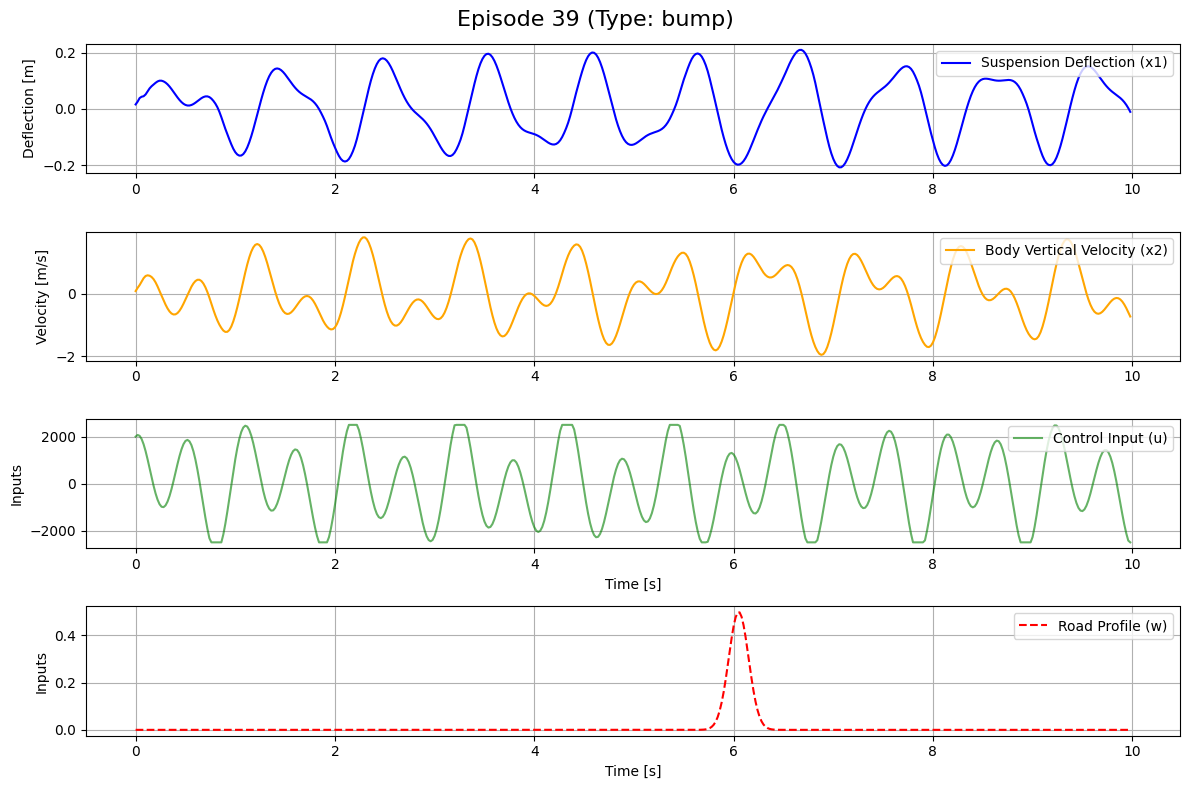 Episode 39 (Type: bump)
Deflection [m]
0.2
0.0
−0.2
Suspension Deflection (x1)
0 2 4 6 8 10
Velocity [m/s]
0
−2
Body Vertical Velocity (x2)
0 2 4 6 8 10
Inputs
2000
0
−2000
Control Input (u)
0 2 4 6 8 10
Time [s]
Inputs
0.4
0.2
0.0
Road Profile (w)
0 2 4 6 8 10
Time [s]